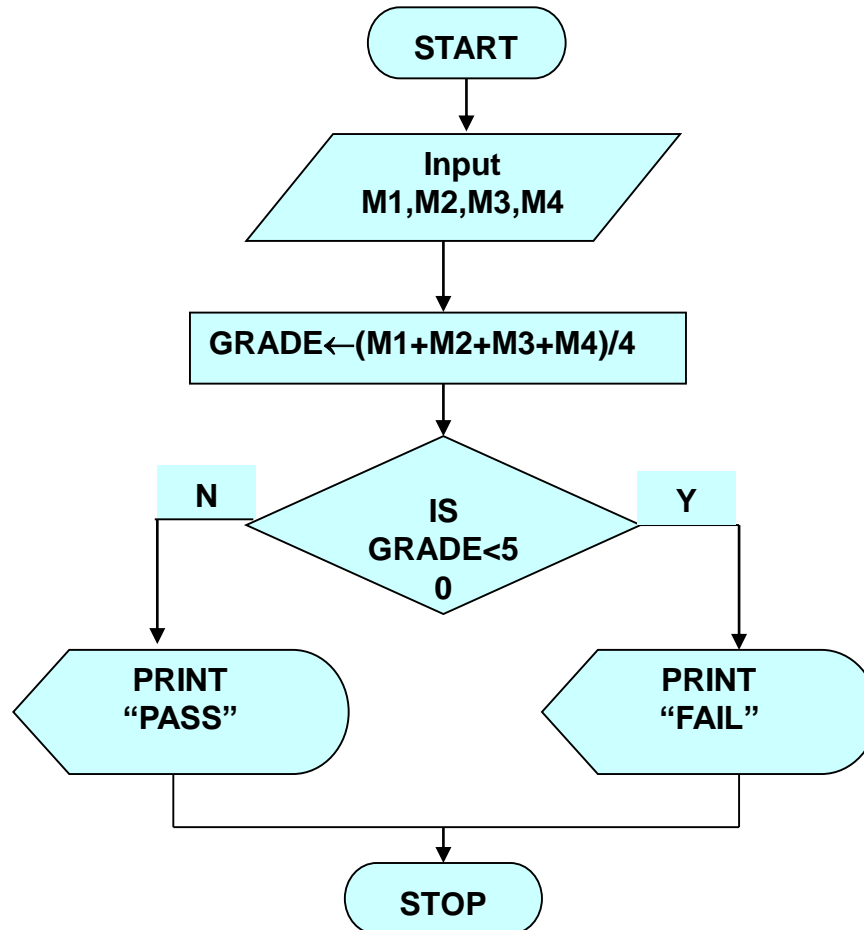 START
Input
M1,M2,M3,M4
GRADE←(M1+M2+M3+M4)/4
N
Y
IS
GRADE<5
0
PRINT
“PASS”
PRINT
“FAIL”
STOP